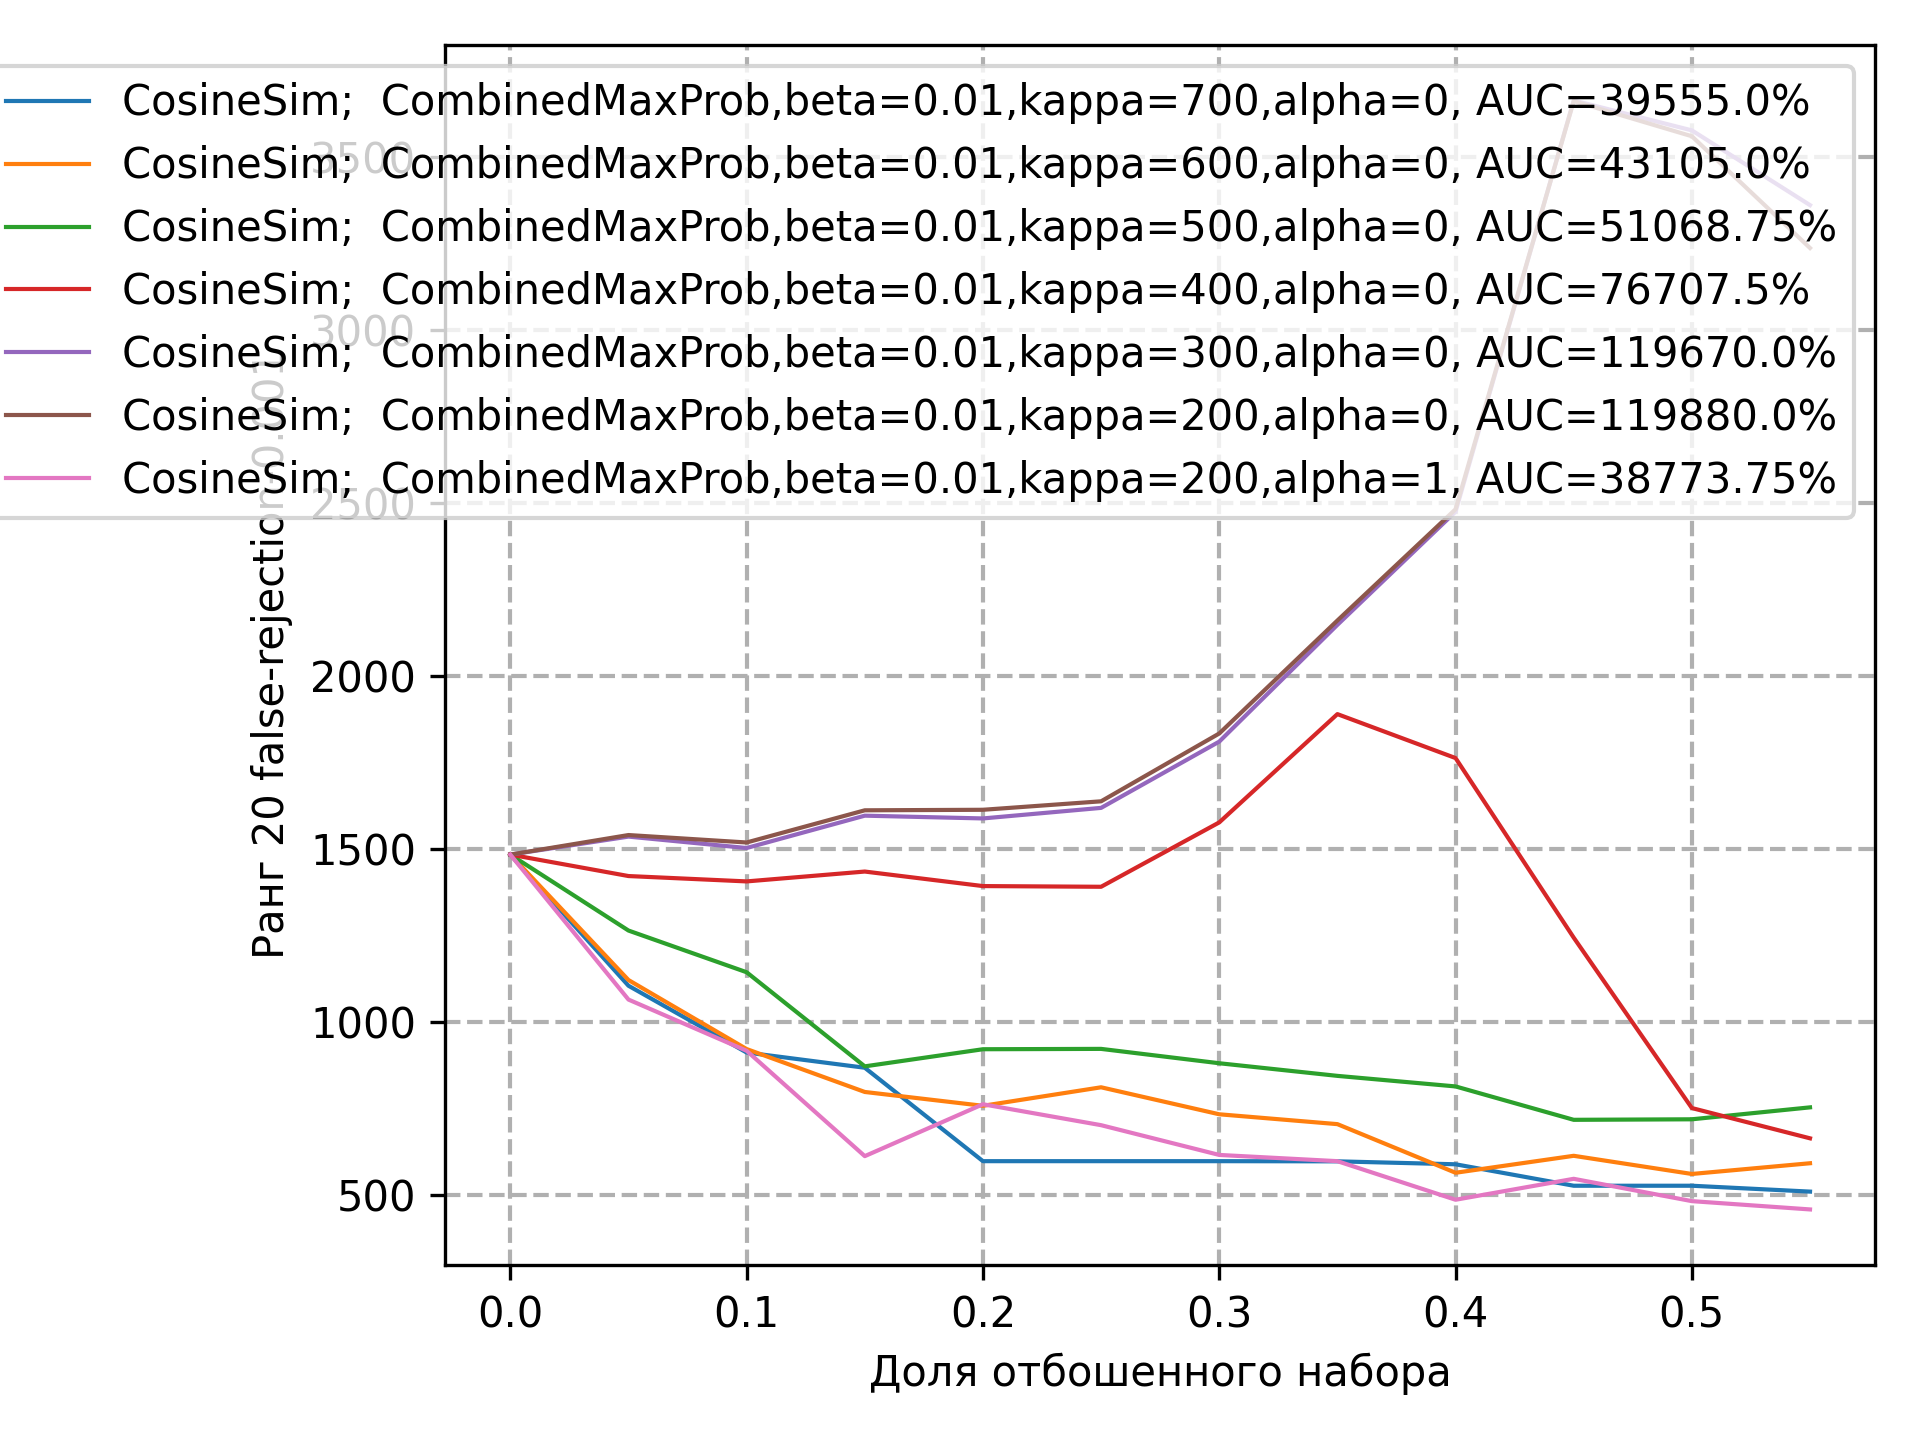 CosineSim;  CombinedMaxProb,beta=0.01,kappa=700,alpha=0, AUC=39555.0%
CosineSim;  CombinedMaxProb,beta=0.01,kappa=600,alpha=0, AUC=43105.0%
CosineSim;  CombinedMaxProb,beta=0.01,kappa=500,alpha=0, AUC=51068.75%
CosineSim;  CombinedMaxProb,beta=0.01,kappa=400,alpha=0, AUC=76707.5%
CosineSim;  CombinedMaxProb,beta=0.01,kappa=300,alpha=0, AUC=119670.0%
CosineSim;  CombinedMaxProb,beta=0.01,kappa=200,alpha=0, AUC=119880.0%
CosineSim;  CombinedMaxProb,beta=0.01,kappa=200,alpha=1, AUC=38773.75%
Ранг 20 false-rejection
3500
3000
2500
2000
1500
1000
500
0.0 0.1 0.2 0.3 0.4 0.5
Доля отбошенного набора